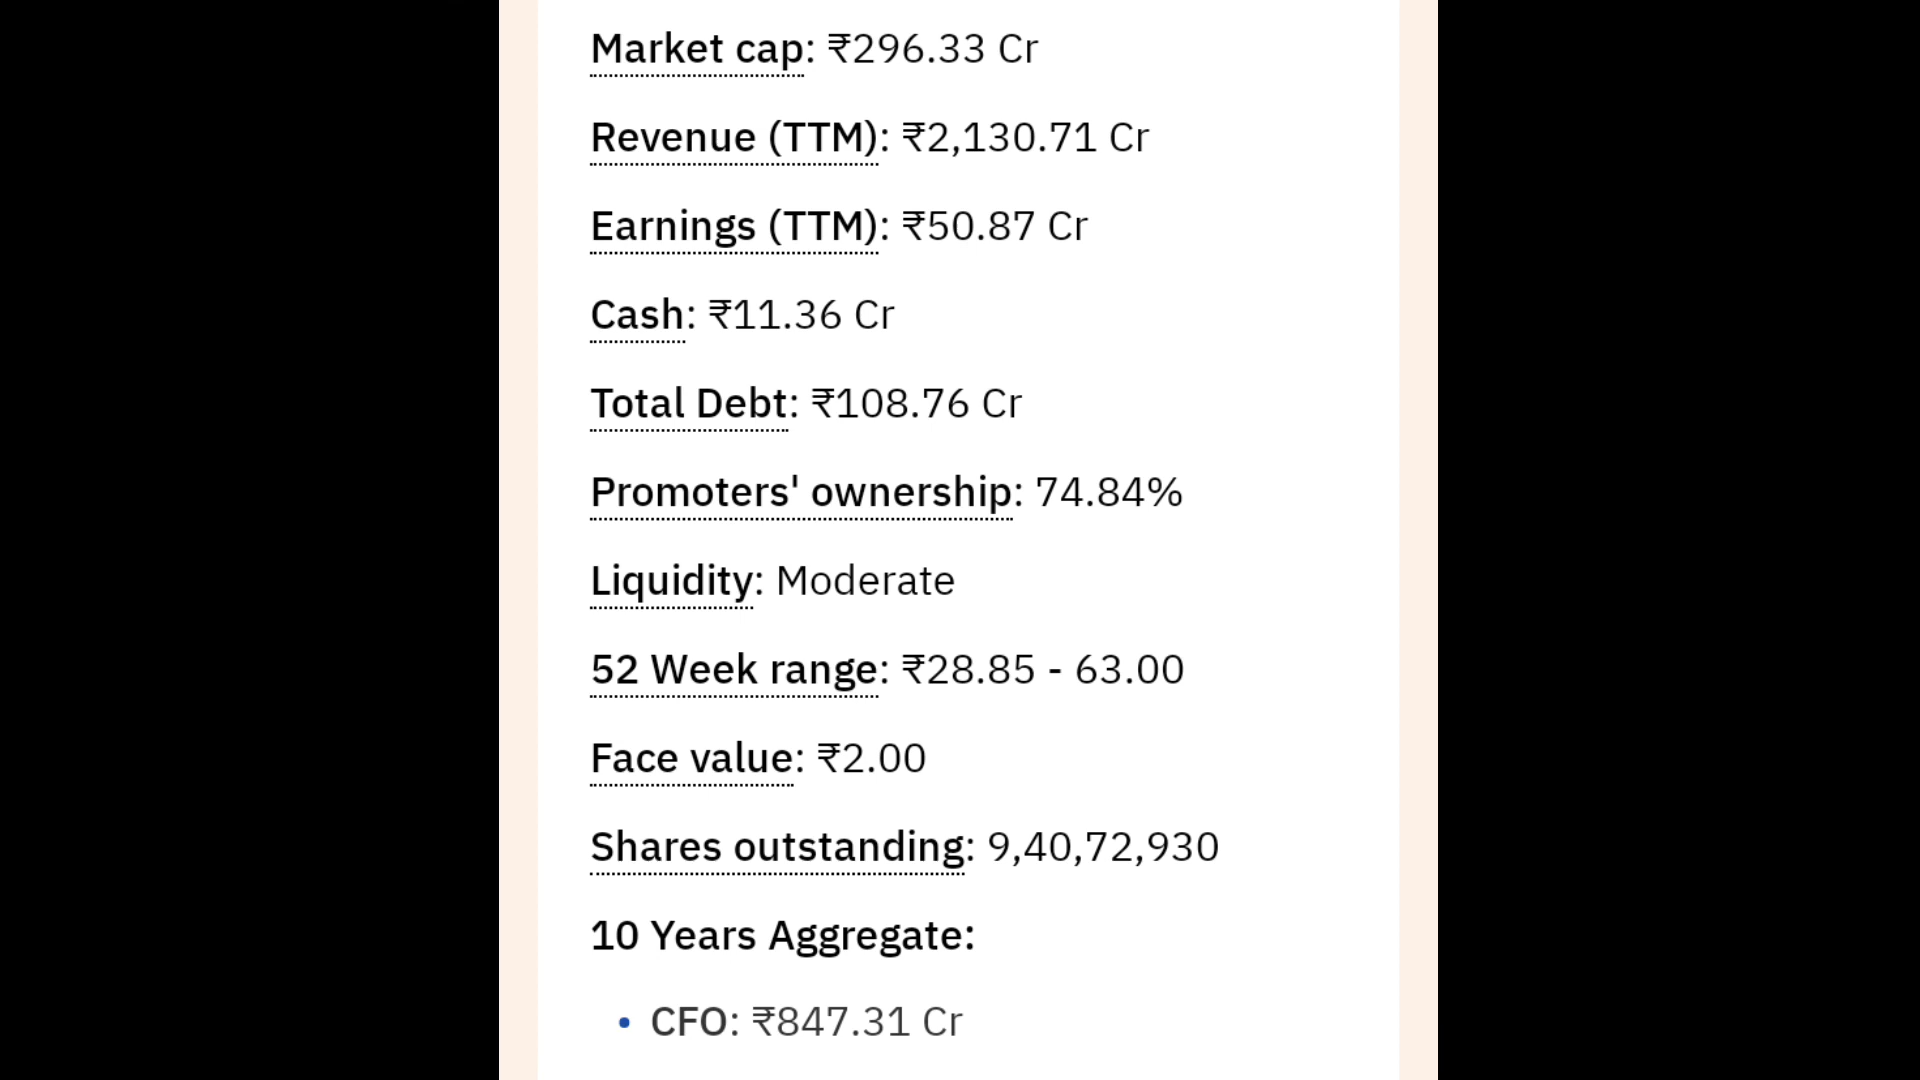 Market cap: ₹296.33 Cr
Revenue (TTM): ₹2,130.71 Cr
Earnings (TTM): ₹50.87 Cr
Cash: ₹11.36 Cr
Total Debt: ₹108.76 Cr
Promoters' ownership: 74.84%
Liquidity: Moderate
52 Week range: ₹28.85 - 63.00
Face value: ₹2.00
Shares outstanding: 9,40,72,930
10 Years Aggregate:
• CFO: ₹847.31 Cr